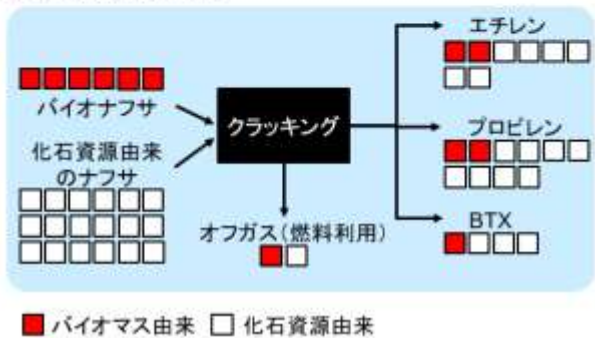 エチレン
バイオナフサ
クラッキング
プロピレン
化石資源由来
のナフサ
BTX
オフガス(燃料利用)
バイオマス由来
化石資源由来